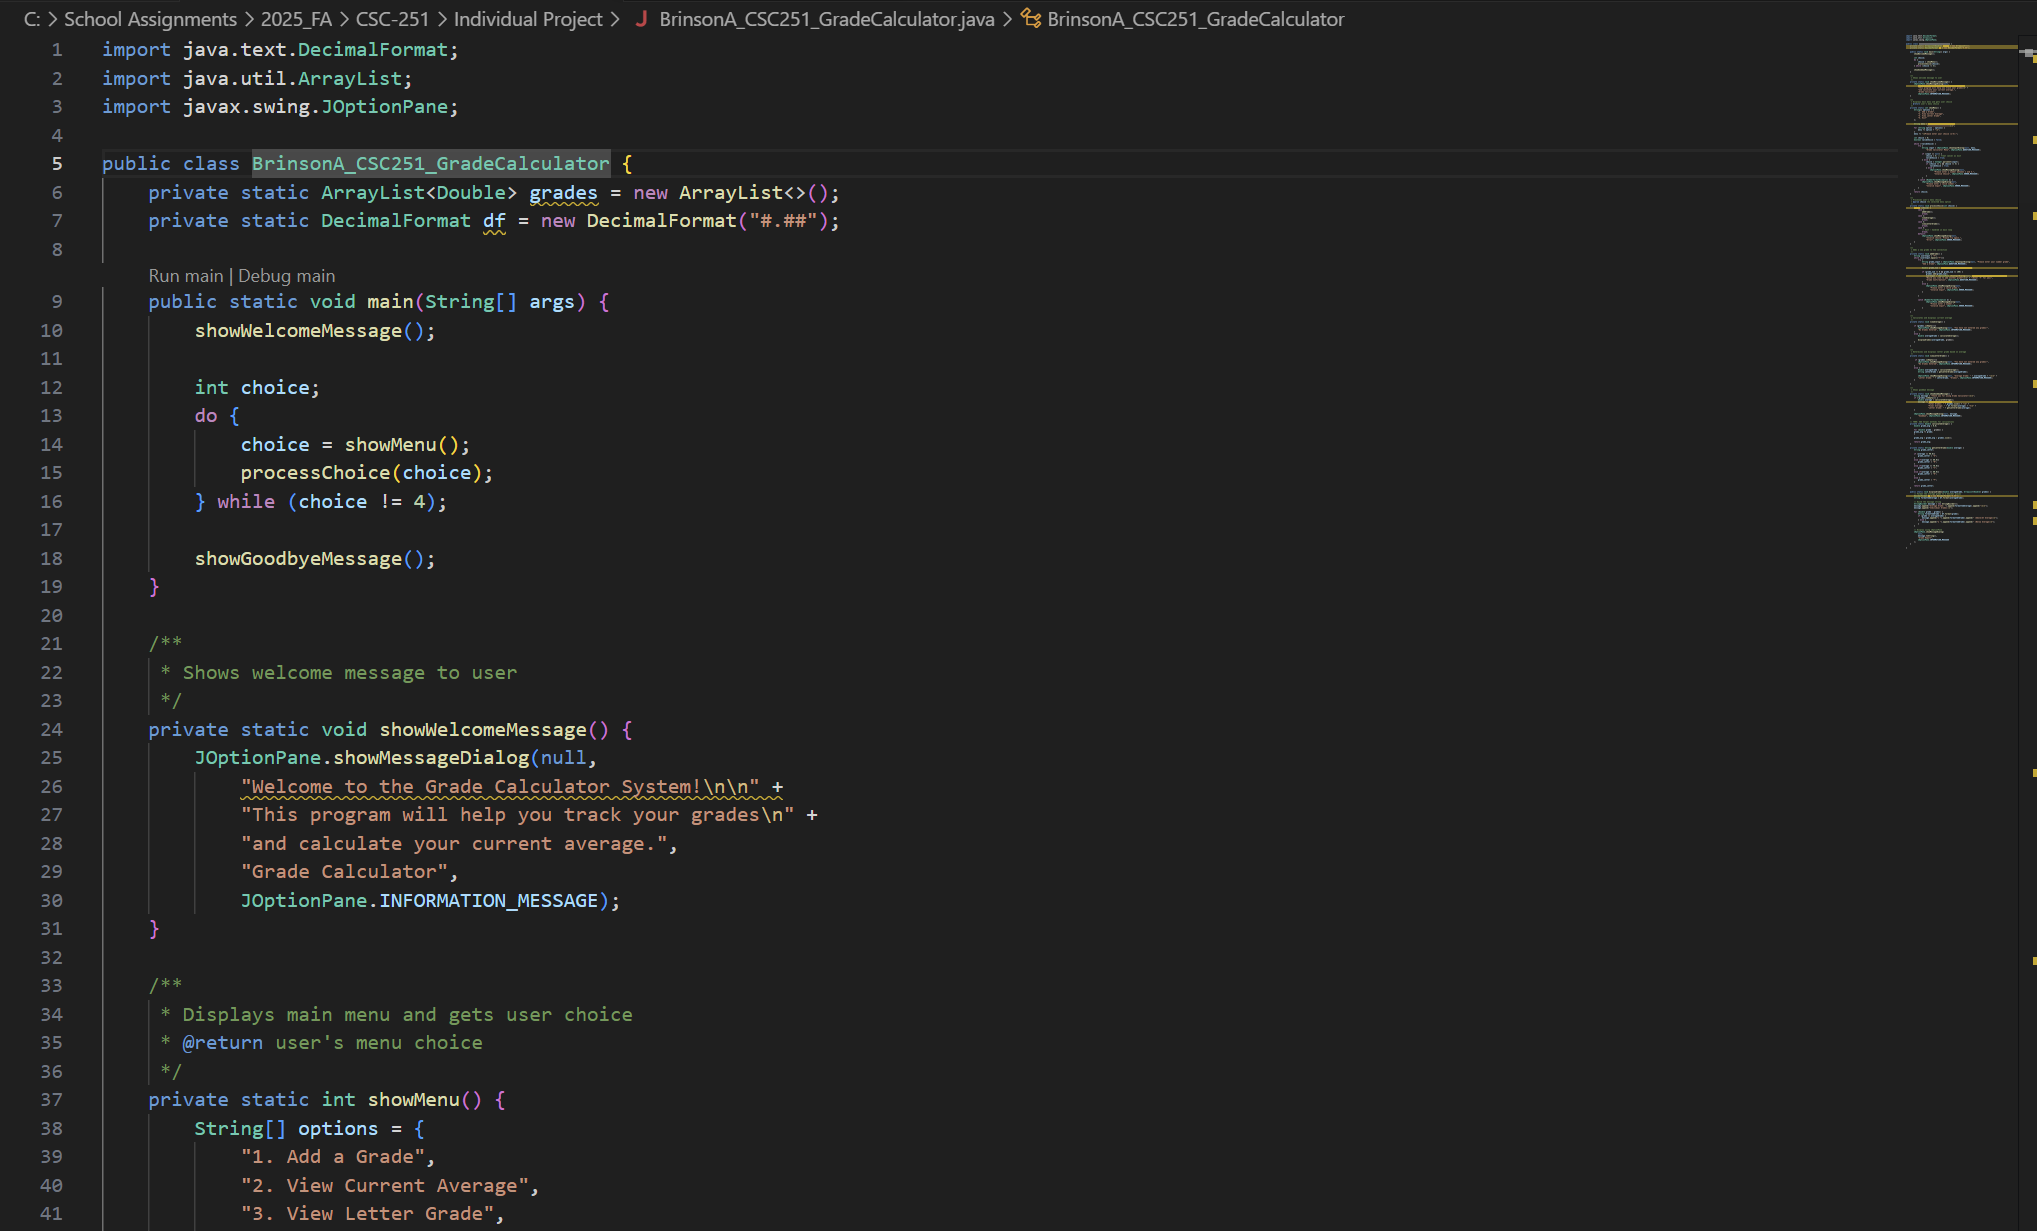 C: > School Assignments > 2025_FA > CSC-251 > Individual Project > J BrinsonA_CSC251_GradeCalculator.java > BrinsonA_CSC251_GradeCalculator
1 import java.text.DecimalFormat;
2 import java.util.ArrayList;
3 import javax.swing.JOptionPane;
4
5 public class BrinsonA_CSC251_GradeCalculator {
6     private static ArrayList<Double> grades = new ArrayList<>();
7     private static DecimalFormat df = new DecimalFormat("#.##");
8
Run main | Debug main
9     public static void main(String[] args) {
10         showWelcomeMessage();
11
12         int choice;
13         do {
14             choice = showMenu();
15             processChoice(choice);
16         } while (choice != 4);
17
18         showGoodbyeMessage();
19     }
20
21     /**
22      * Shows welcome message to user
23      */
24     private static void showWelcomeMessage() {
25         JOptionPane.showMessageDialog(null,
26             "Welcome to the Grade Calculator System!\n\n" +
27             "This program will help you track your grades\n" +
28             "and calculate your current average.",
29             "Grade Calculator",
30             JOptionPane.INFORMATION_MESSAGE);
31     }
32
33     /**
34      * Displays main menu and gets user choice
35      * @return user's menu choice
36      */
37     private static int showMenu() {
38         String[] options = {
39             "1. Add a Grade",
40             "2. View Current Average",
41             "3. View Letter Grade",